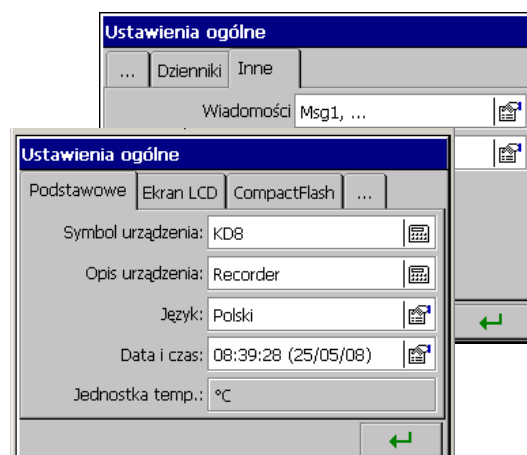 Ustawienia ogólne
... Dzienniki Inne
Wiadomości Msg1, ...
Ustawienia ogólne
Podstawowe Ekran LCD CompactFlash ...
Symbol urządzenia: KD8
Opis urządzenia: Recorder
Język: Polski
Data i czas: 08:39:28 (25/05/08)
Jednostka temp.: °C